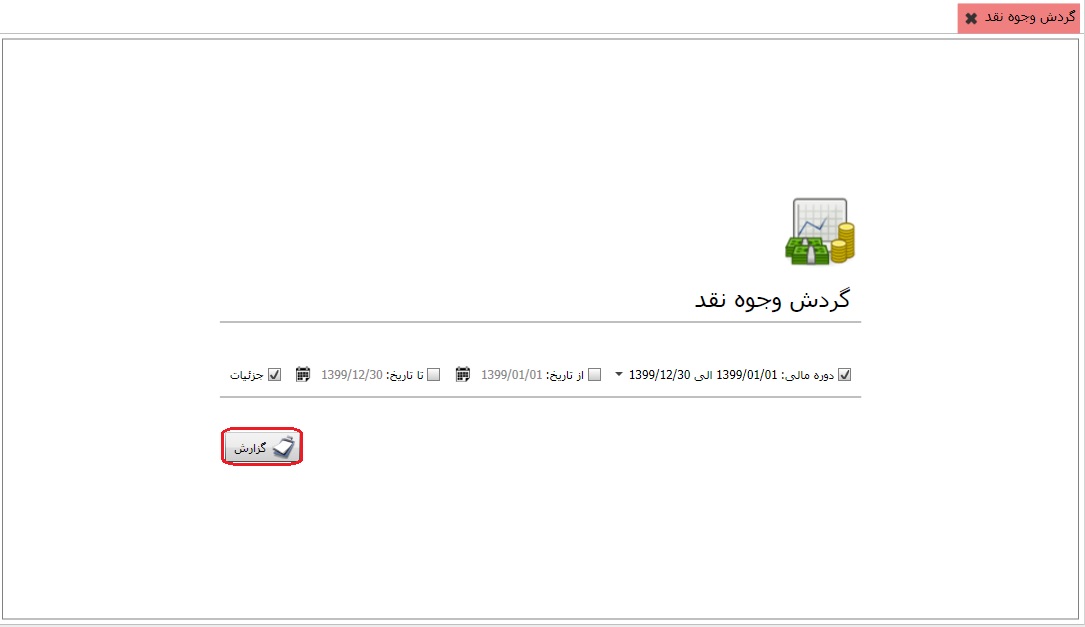 گردش وجوه نقد
گردش وجوه نقد
دوره مالی: 1399/01/01 الی 1399/12/30 از تاریخ: 1399/01/01 تا تاریخ: 1399/12/30 جزئیات
گزارش